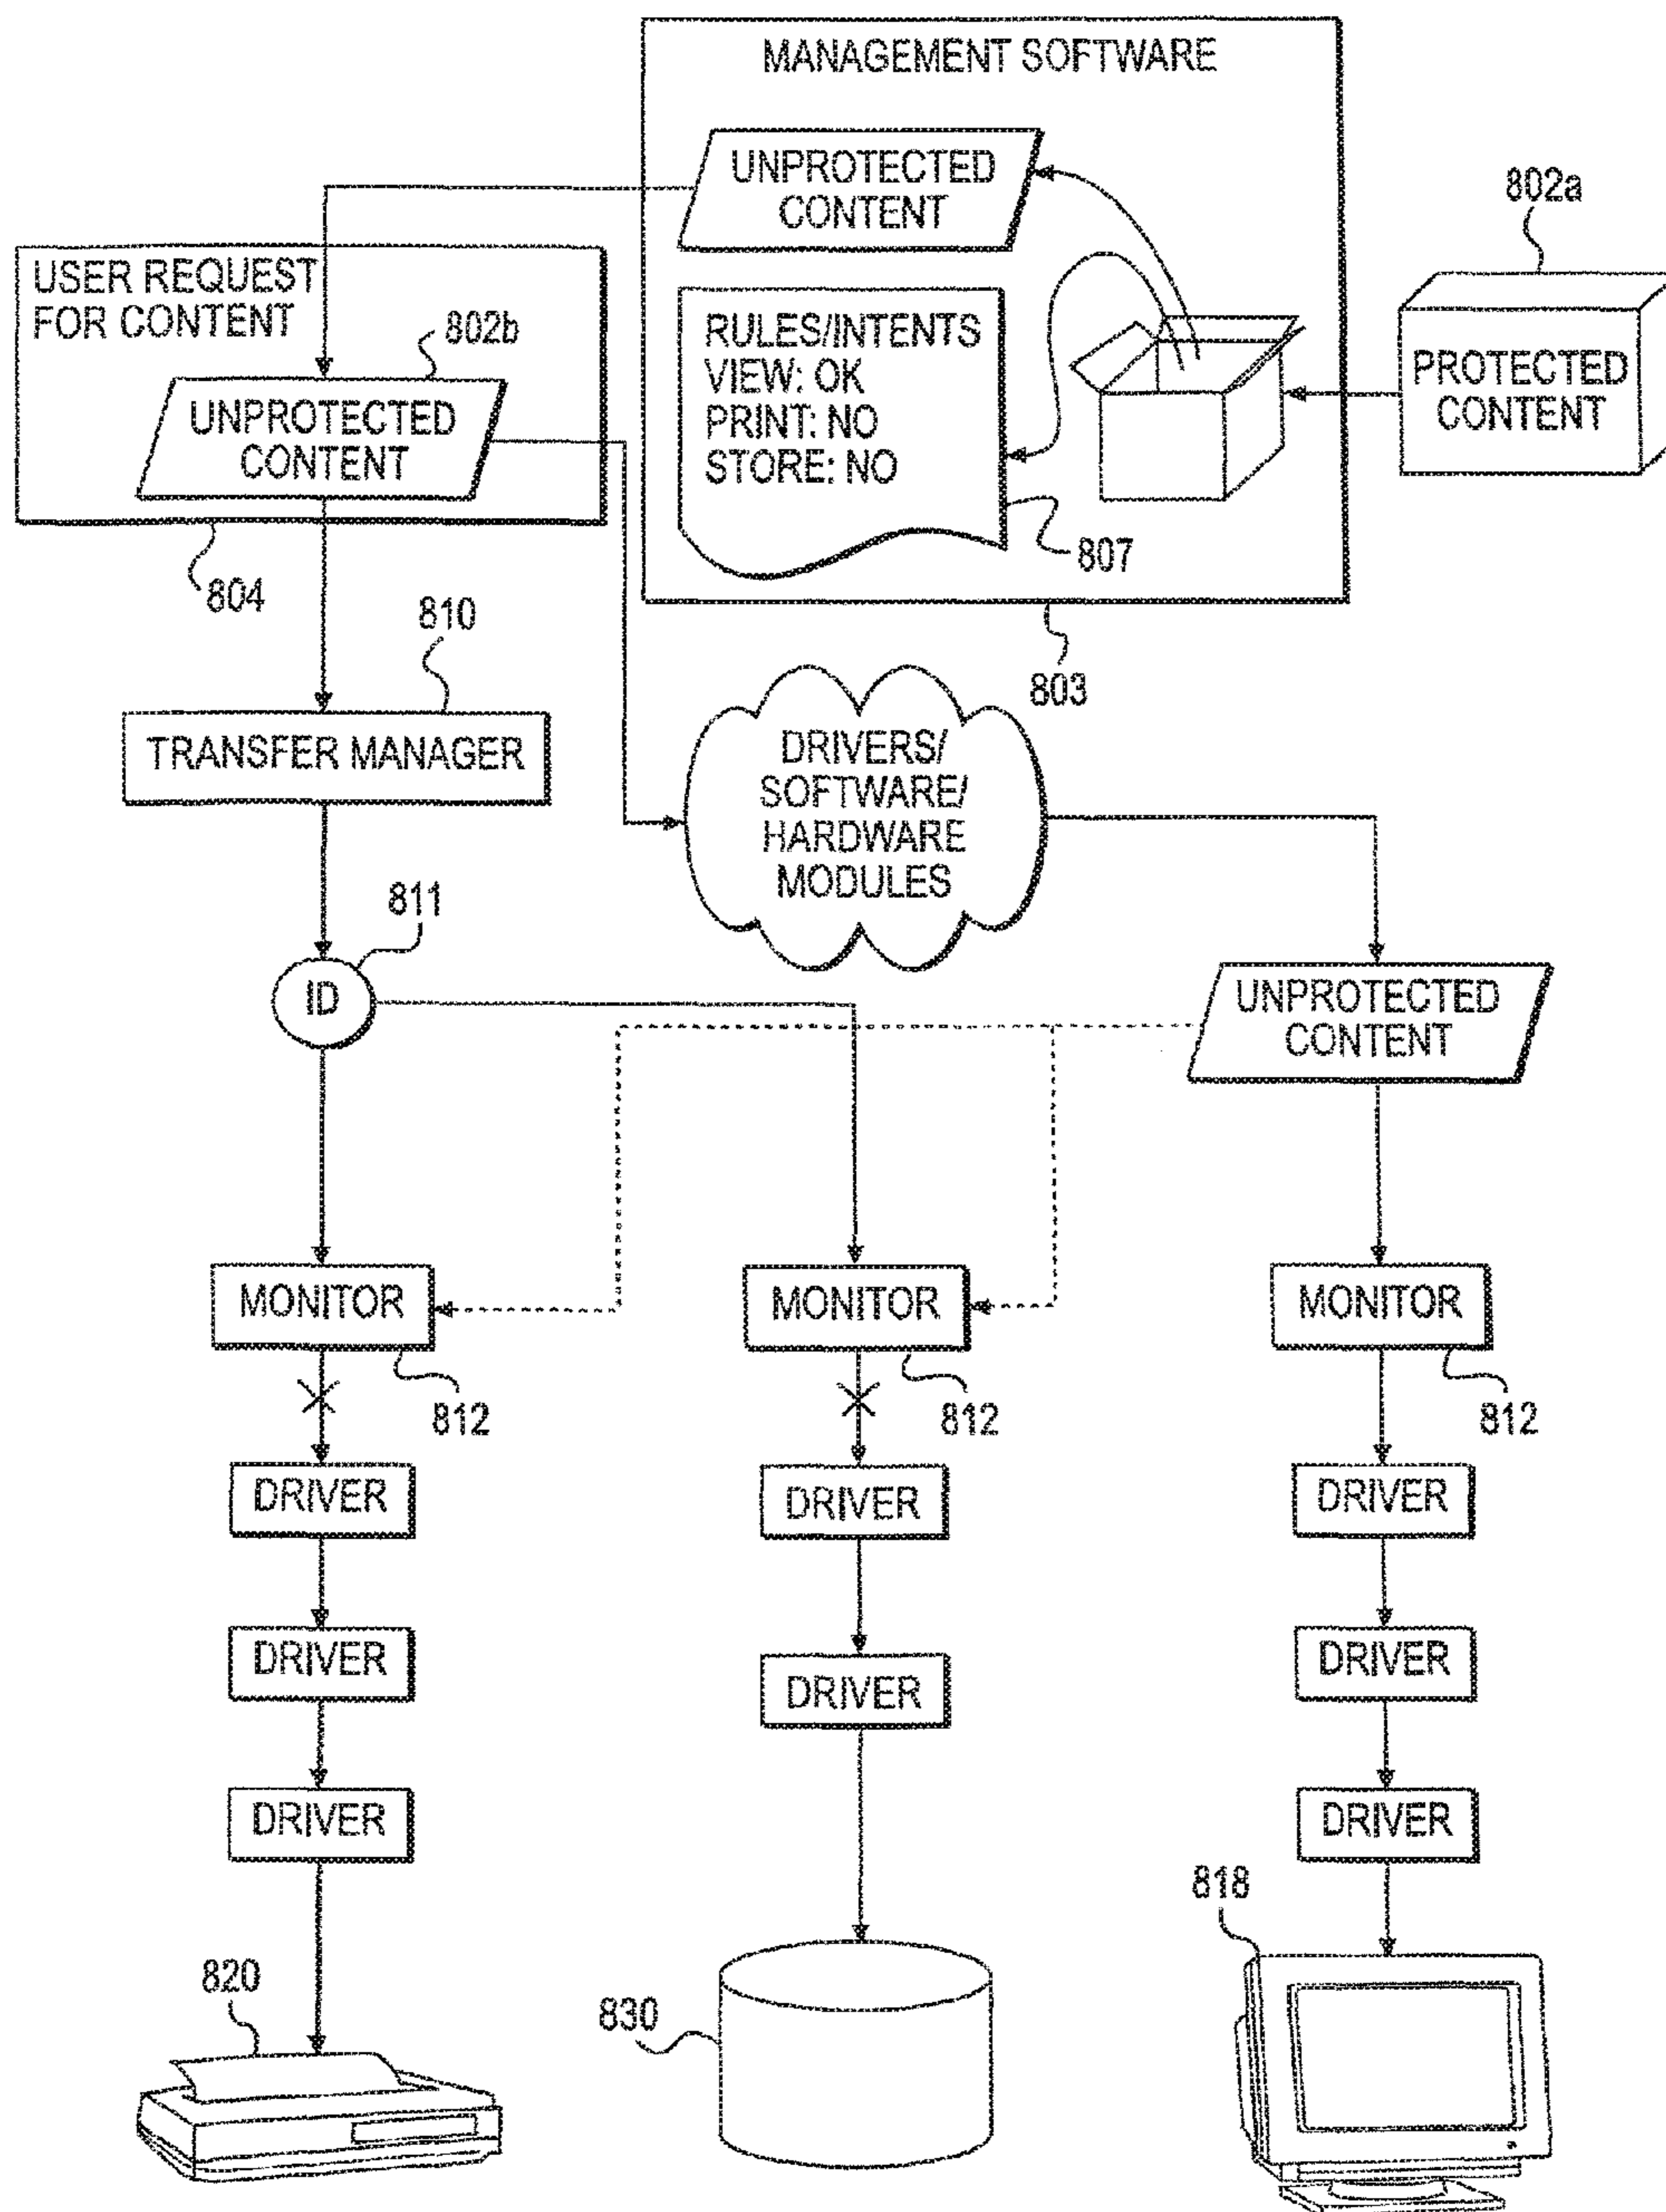 MANAGEMENT SOFTWARE
UNPROTECTED
CONTENT
802a
USER REQUEST
FOR CONTENT
802b
UNPROTECTED
CONTENT
RULES/INTENTS
VIEW: OK
PRINT: NO
STORE: NO
PROTECTED
CONTENT
807
804
810
803
TRANSFER MANAGER
DRIVERS/
SOFTWARE/
HARDWARE
MODULES
811
ID
UNPROTECTED
CONTENT
MONITOR
MONITOR
MONITOR
812
812
812
DRIVER
DRIVER
DRIVER
DRIVER
DRIVER
DRIVER
DRIVER
DRIVER
818
820
830